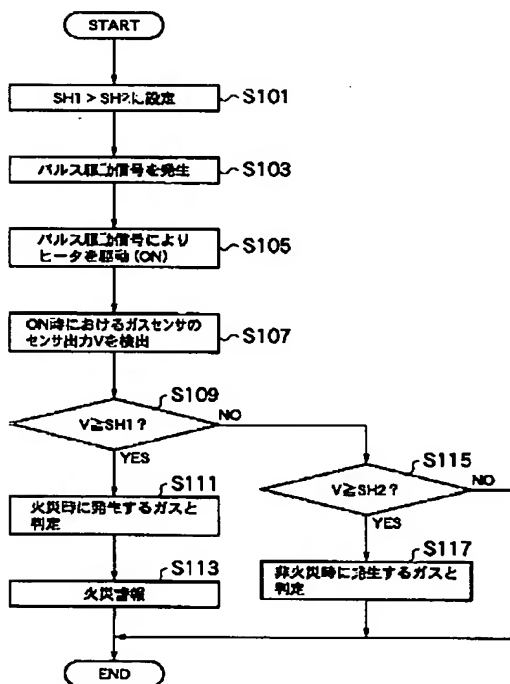 START
SH1 > SH2に設定
S101
パルス駆動信号を発生
S103
パルス駆動信号により
ヒータを駆動(ON)
S105
ON時におけるガスセンサの
センサ出力Vを検出
S107
S109
V≧SH1?
NO
YES
S111
火災時に発生するガスと
判定
S113
火災警報
S115
V≧SH2?
NO
YES
S117
非火災時に発生するガスと
判定
END